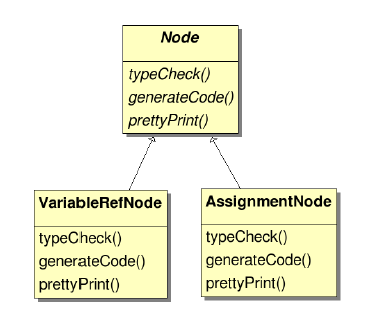 Node
typeCheck()
generateCode()
prettyPrint()
VariableRefNode
typeCheck()
generateCode()
prettyPrint()
AssignmentNode
typeCheck()
generateCode()
prettyPrint()